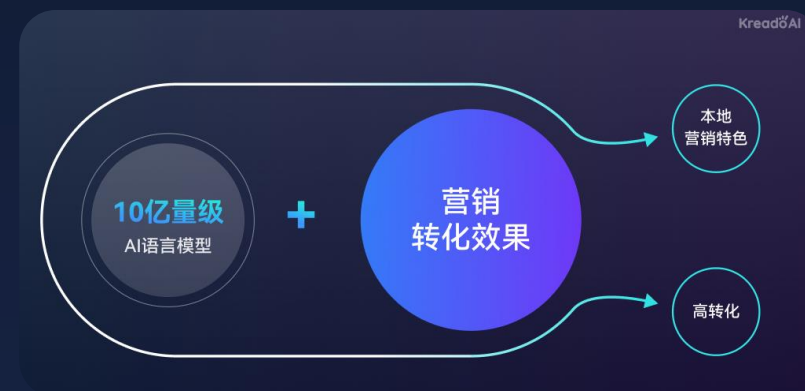 KreadoAI
10亿量级
AI语言模型
+
营销
转化效果
本地
营销特色
高转化